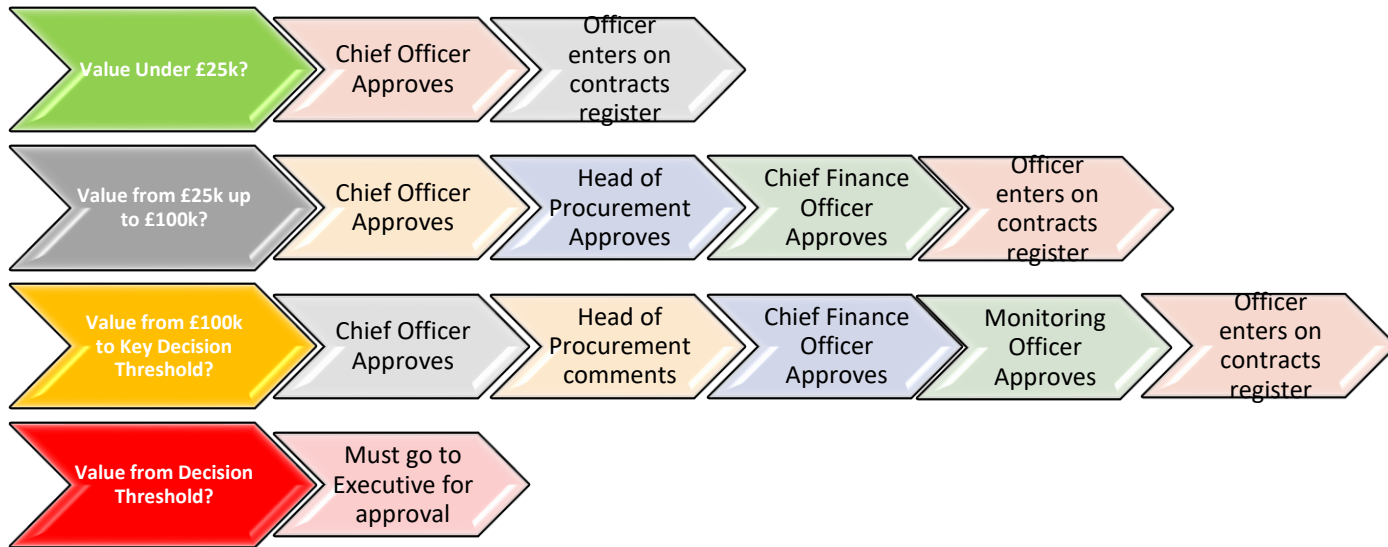 Value Under £25k?
Chief Officer
Approves
Officer
enters on
contracts
register
Value from £25k up
to £100k?
Chief Officer
Approves
Head of
Procurement
Approves
Chief Finance
Officer
Approves
Officer
enters on
contracts
register
Value from £100k
to Key Decision
Threshold?
Chief Officer
Approves
Head of
Procurement
comments
Chief Finance
Officer
Approves
Monitoring
Officer
Approves
Officer
enters on
contracts
register
Value from Decision
Threshold?
Must go to
Executive for
approval